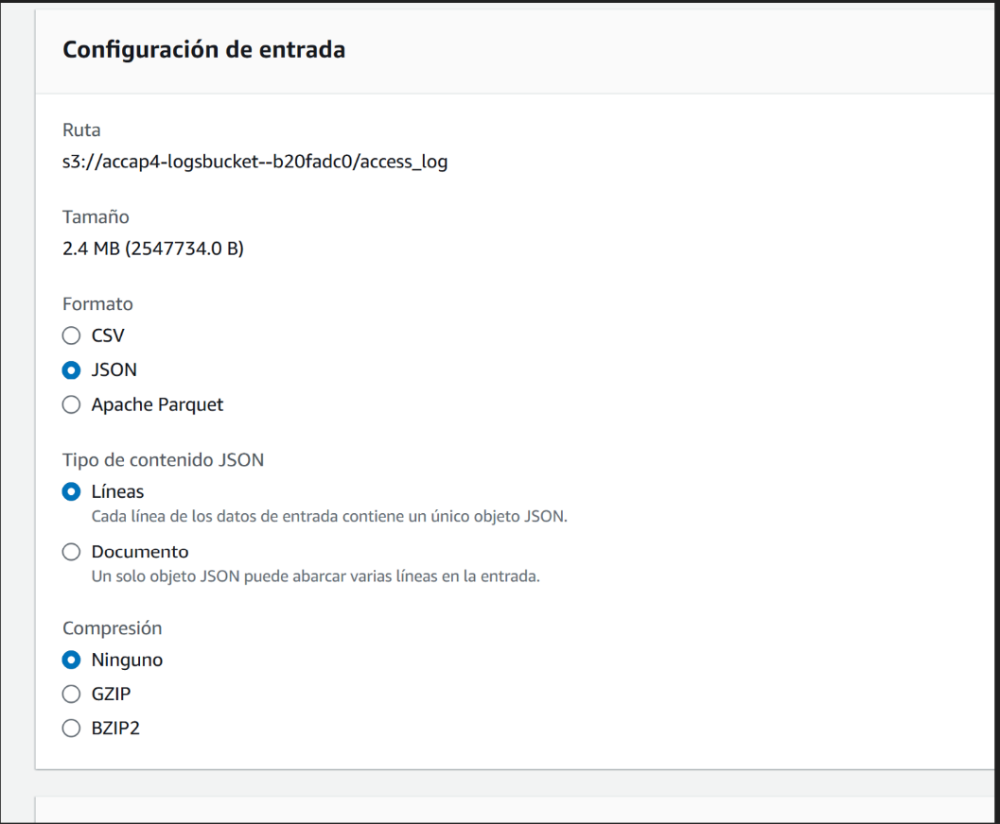 Configuración de entrada
Ruta
s3://accap4-logsbucket--b20fadc0/access_log
Tamaño
2.4 MB (2547734.0 B)
Formato
CSV
JSON
Apache Parquet
Tipo de contenido JSON
Líneas
Cada línea de los datos de entrada contiene un único objeto JSON.
Documento
Un solo objeto JSON puede abarcar varias líneas en la entrada.
Compresión
Ninguno
GZIP
BZIP2